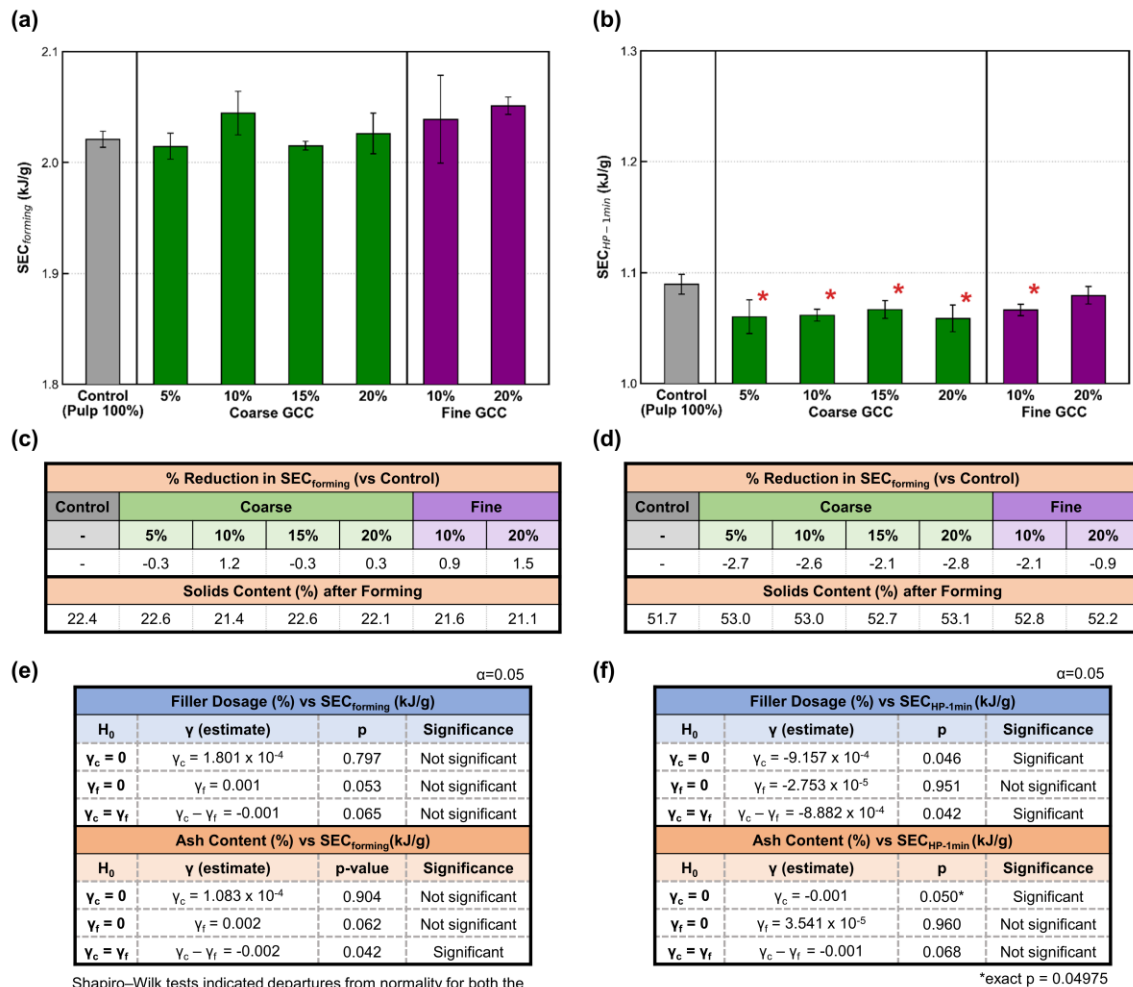 (a)
2.1
2.0
1.9
1.8
SECforming (kJ/g)
Control
(Pulp 100%)
5%
10%
15%
20%
Coarse GCC
10%
20%
Fine GCC
(b)
1.3
1.2
1.1
1.0
SECHP−1min (kJ/g)
*
*
*
*
*
Control
(Pulp 100%)
5%
10%
15%
20%
Coarse GCC
10%
20%
Fine GCC
(c)
% Reduction in SECforming (vs Control)
Control Coarse Fine
- 5% 10% 15% 20% 10% 20%
- -0.3 1.2 -0.3 0.3 0.9 1.5
Solids Content (%) after Forming
22.4 22.6 21.4 22.6 22.1 21.6 21.1
(d)
% Reduction in SECforming (vs Control)
Control Coarse Fine
- 5% 10% 15% 20% 10% 20%
- -2.7 -2.6 -2.1 -2.8 -2.1 -0.9
Solids Content (%) after Forming
51.7 53.0 53.0 52.7 53.1 52.8 52.2
(e)
α=0.05
Filler Dosage (%) vs SECforming (kJ/g)
H0 γ (estimate) p Significance
γc = 0 γc = 1.801 x 10-4 0.797 Not significant
γf = 0 γf = 0.001 0.053 Not significant
γc = γf γc – γf = -0.001 0.065 Not significant
Ash Content (%) vs SECforming(kJ/g)
H0 γ (estimate) p-value Significance
γc = 0 γc = 1.083 x 10-4 0.904 Not significant
γf = 0 γf = 0.002 0.062 Not significant
γc = γf γc – γf = -0.002 0.042 Significant
Shapiro–Wilk tests indicated departures from normality for both the
(f)
α=0.05
Filler Dosage (%) vs SECHP-1min (kJ/g)
H0 γ (estimate) p Significance
γc = 0 γc = -9.157 x 10-4 0.046 Significant
γf = 0 γf = -2.753 x 10-5 0.951 Not significant
γc = γf γc – γf = -8.882 x 10-4 0.042 Significant
Ash Content (%) vs SECHP-1min (kJ/g)
H0 γ (estimate) p Significance
γc = 0 γc = -0.001 0.050* Significant
γf = 0 γf = 3.541 x 10-5 0.960 Not significant
γc = γf γc – γf = -0.001 0.068 Not significant
*exact p = 0.04975